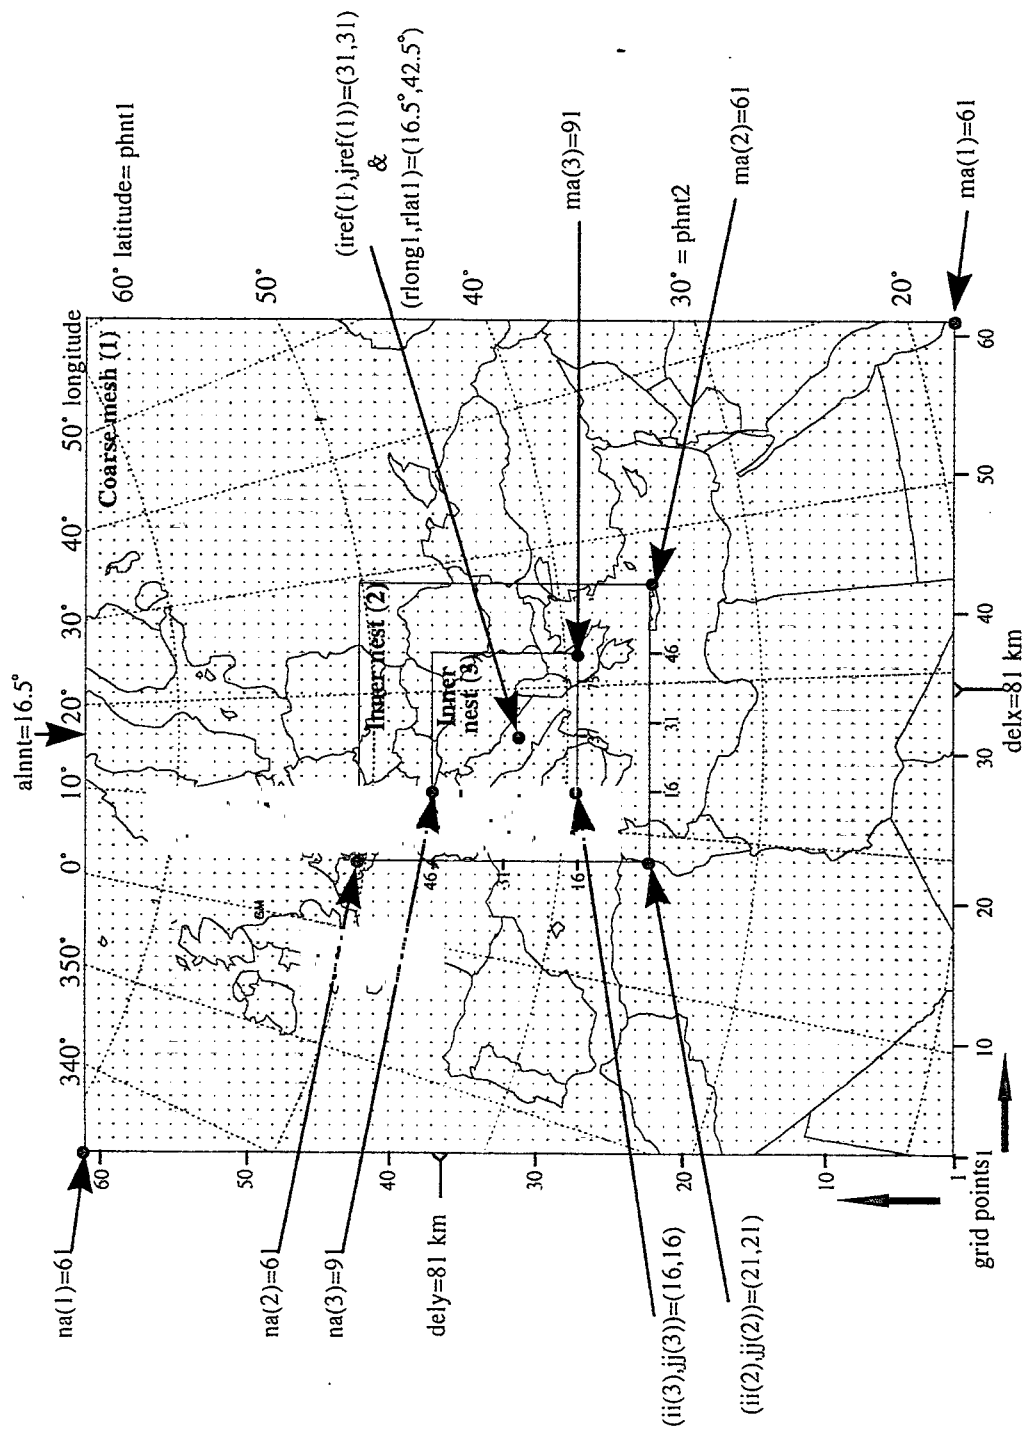 alnnt=16.5°
340°
350°
0°
10°
20°
30°
40°
50° longitude
60° latitude= phnt1
Coarse mesh (1)
50°
(iref(1),jref(1))=(31,31)
&
(rlong1,rlat1)=(16.5°,42.5°)
40°
ma(3)=91
30° = phnt2
ma(2)=61
20°
ma(1)=61
na(1)=61
na(2)=61
na(3)=91
dely=81 km
(ii(3),jj(3))=(16,16)
(ii(2),jj(2))=(21,21)
Inner nest (2)
Inner
nest (3)
GM
60
50
40
30
20
10
1
46
31
16
16
31
46
grid points
1
10
20
30
40
50
60
delx=81 km